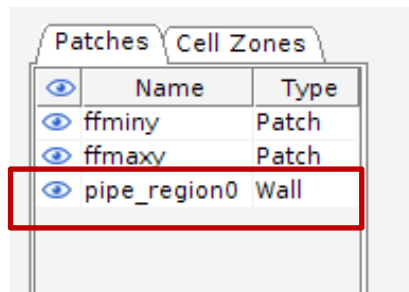 Patches Cell Zones
Name Type
ffminy Patch
ffmaxy Patch
pipe_region0 Wall